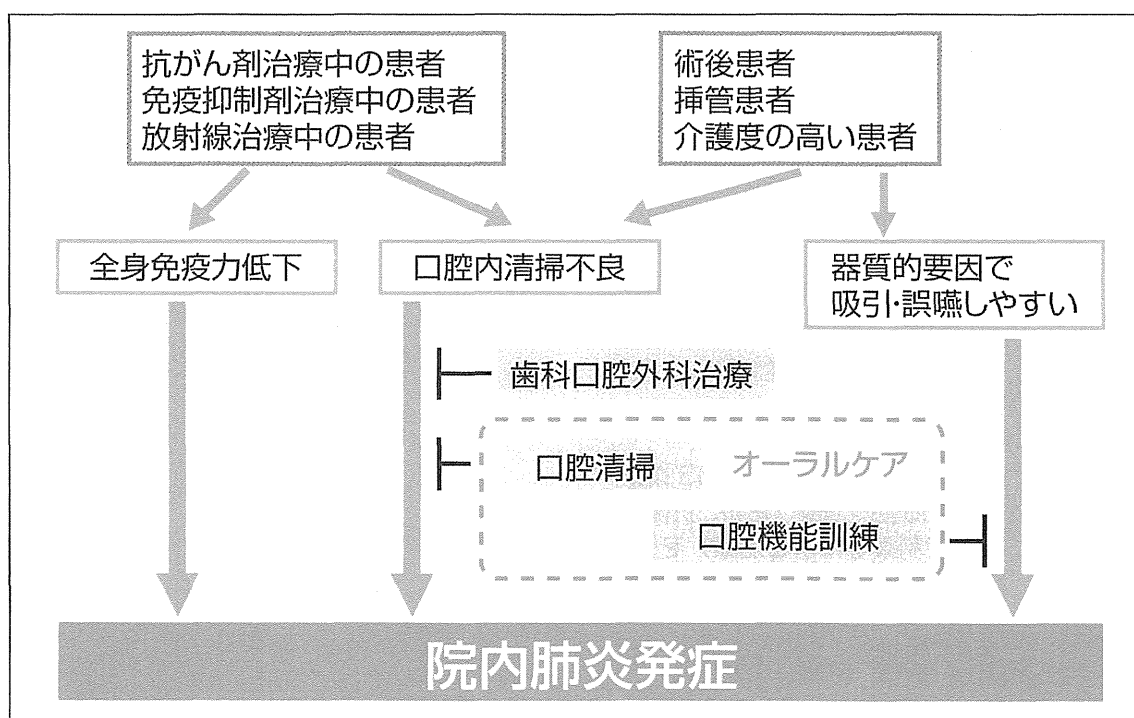 抗がん剤治療中の患者
免疫抑制剤治療中の患者
放射線治療中の患者
術後患者
挿管患者
介護度の高い患者
全身免疫力低下
口腔内清掃不良
器質的要因で
吸引・誤嚥しやすい
歯科口腔外科治療
口腔清掃
オーラルケア
口腔機能訓練
院内肺炎発症